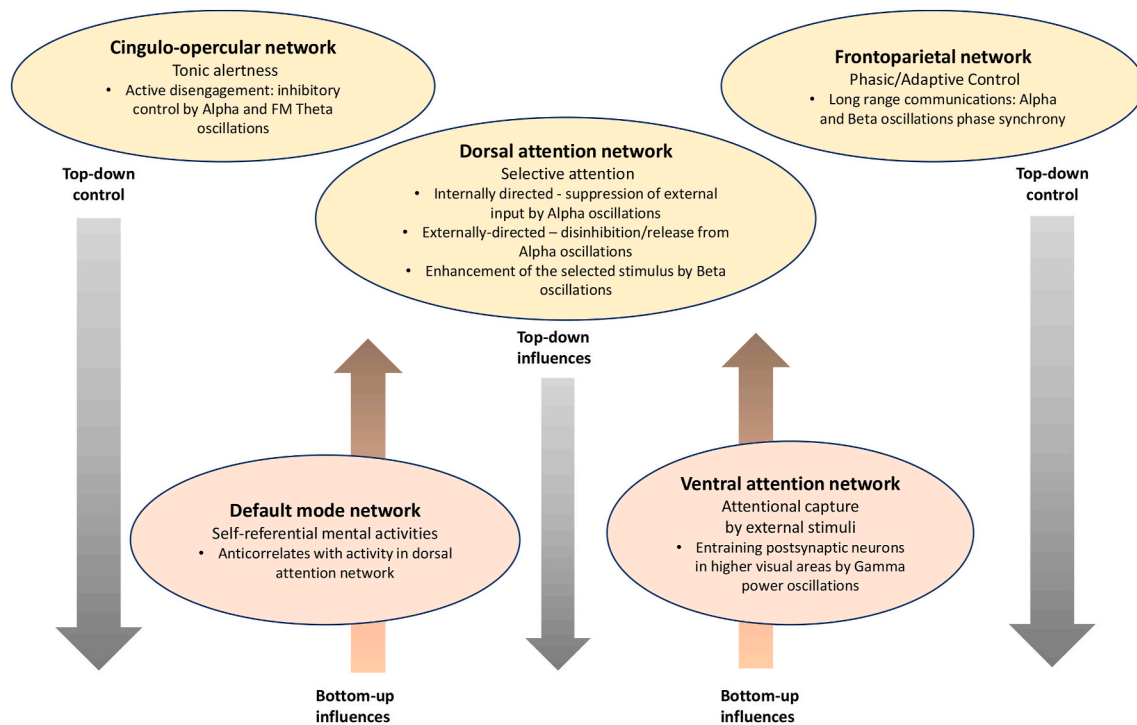 Cingulo-opercular network
Tonic alertness
• Active disengagement: inhibitory
control by Alpha and FM Theta
oscillations
Frontoparietal network
Phasic/Adaptive Control
• Long range communications: Alpha
and Beta oscillations phase synchrony
Dorsal attention network
Selective attention
• Internally directed - suppression of external
input by Alpha oscillations
• Externally-directed – disinhibition/release from
Alpha oscillations
• Enhancement of the selected stimulus by Beta
oscillations
Top-down
control
Top-down
control
Top-down
influences
Default mode network
Self-referential mental activities
• Anticorrelates with activity in dorsal
attention network
Ventral attention network
Attentional capture
by external stimuli
• Entraining postsynaptic neurons
in higher visual areas by Gamma
power oscillations
Bottom-up
influences
Bottom-up
influences